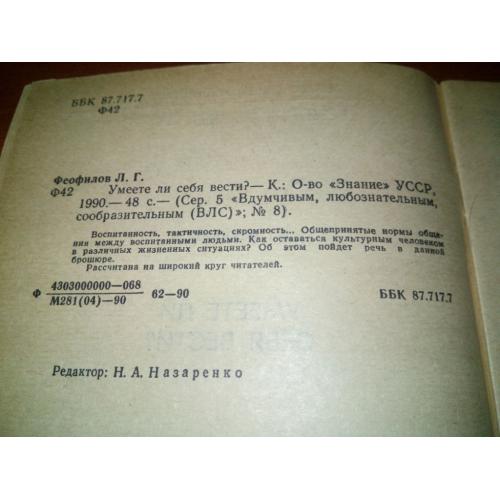 ББК 87.717.7
Ф42
Феофилов Л. Г.
Ф42 Умеете ли себя вести?— К.: О-во «Знание» УССР,
1990.— 48 с.— (Сер. 5 «Вдумчивым, любознательным,
сообразительным (ВЛС)»; № 8).
Воспитанность, тактичность, скромность... Общепринятые нормы обще-
ния между воспитанными людьми. Как оставаться культурным человеком
в различных жизненных ситуациях? Об этом пойдет речь в данной
брошюре.
Рассчитана на широкий круг читателей.
Ф 4303000000—068
М281(04)—90 62—90 ББК 87.717.7
Редактор: Н. А. Назаренко